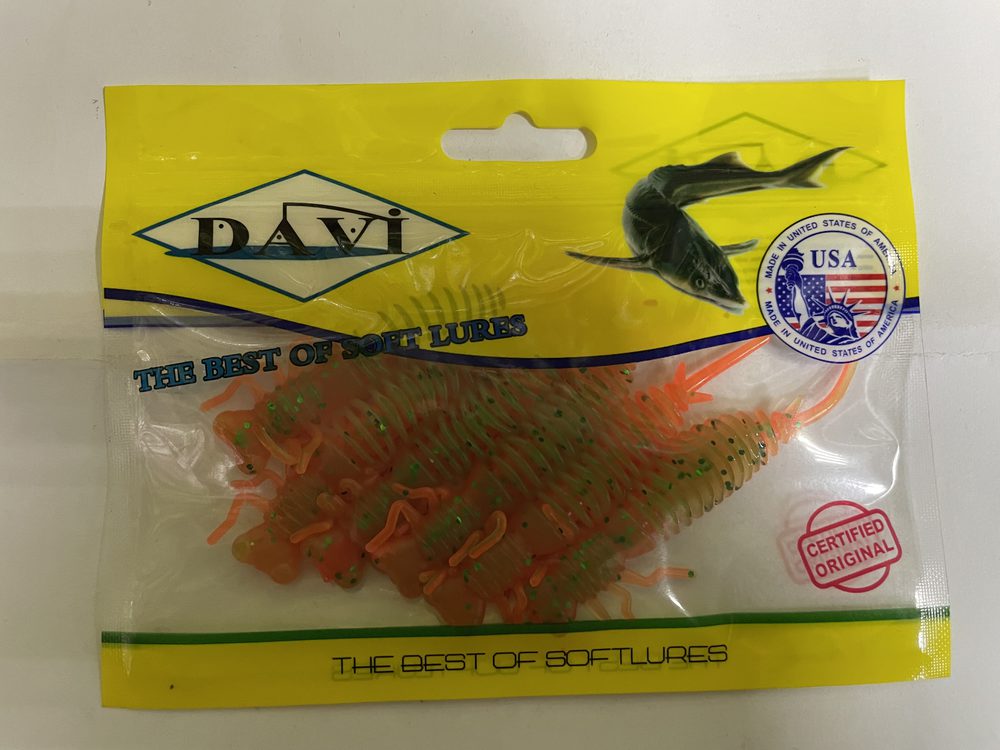 DAVİ
THE BEST OF SOFT LURES
MADE IN UNITED STATES OF AMERICA
USA
MADE IN UNITED STATES OF AMERICA
CERTIFIED
ORIGINAL
THE BEST OF SOFTLURES